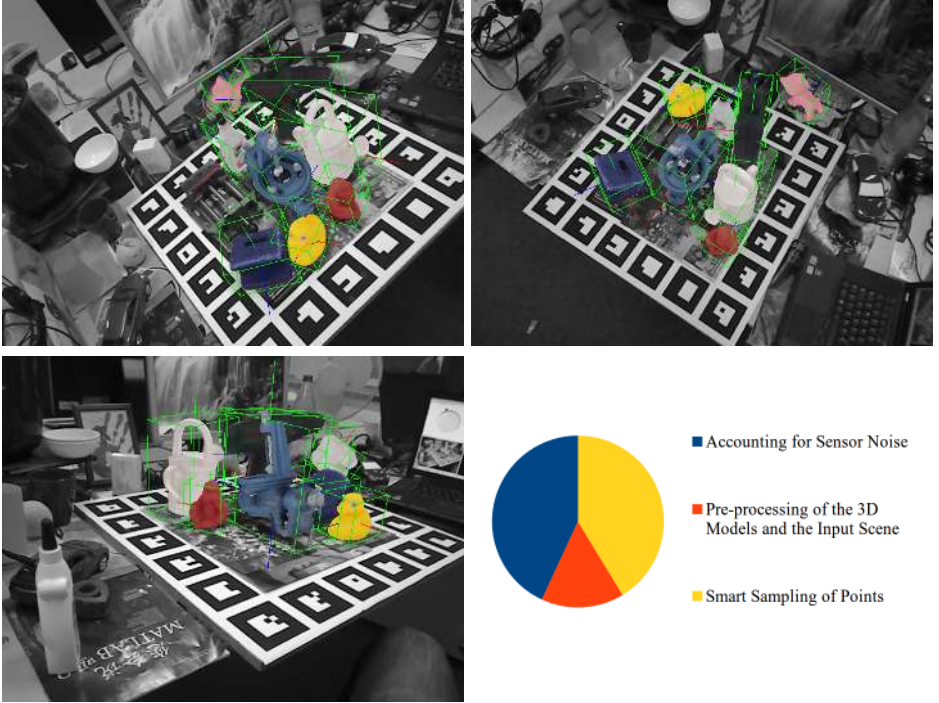 MATLAB
Accounting for Sensor Noise
Pre-processing of the 3D
Models and the Input Scene
Smart Sampling of Points